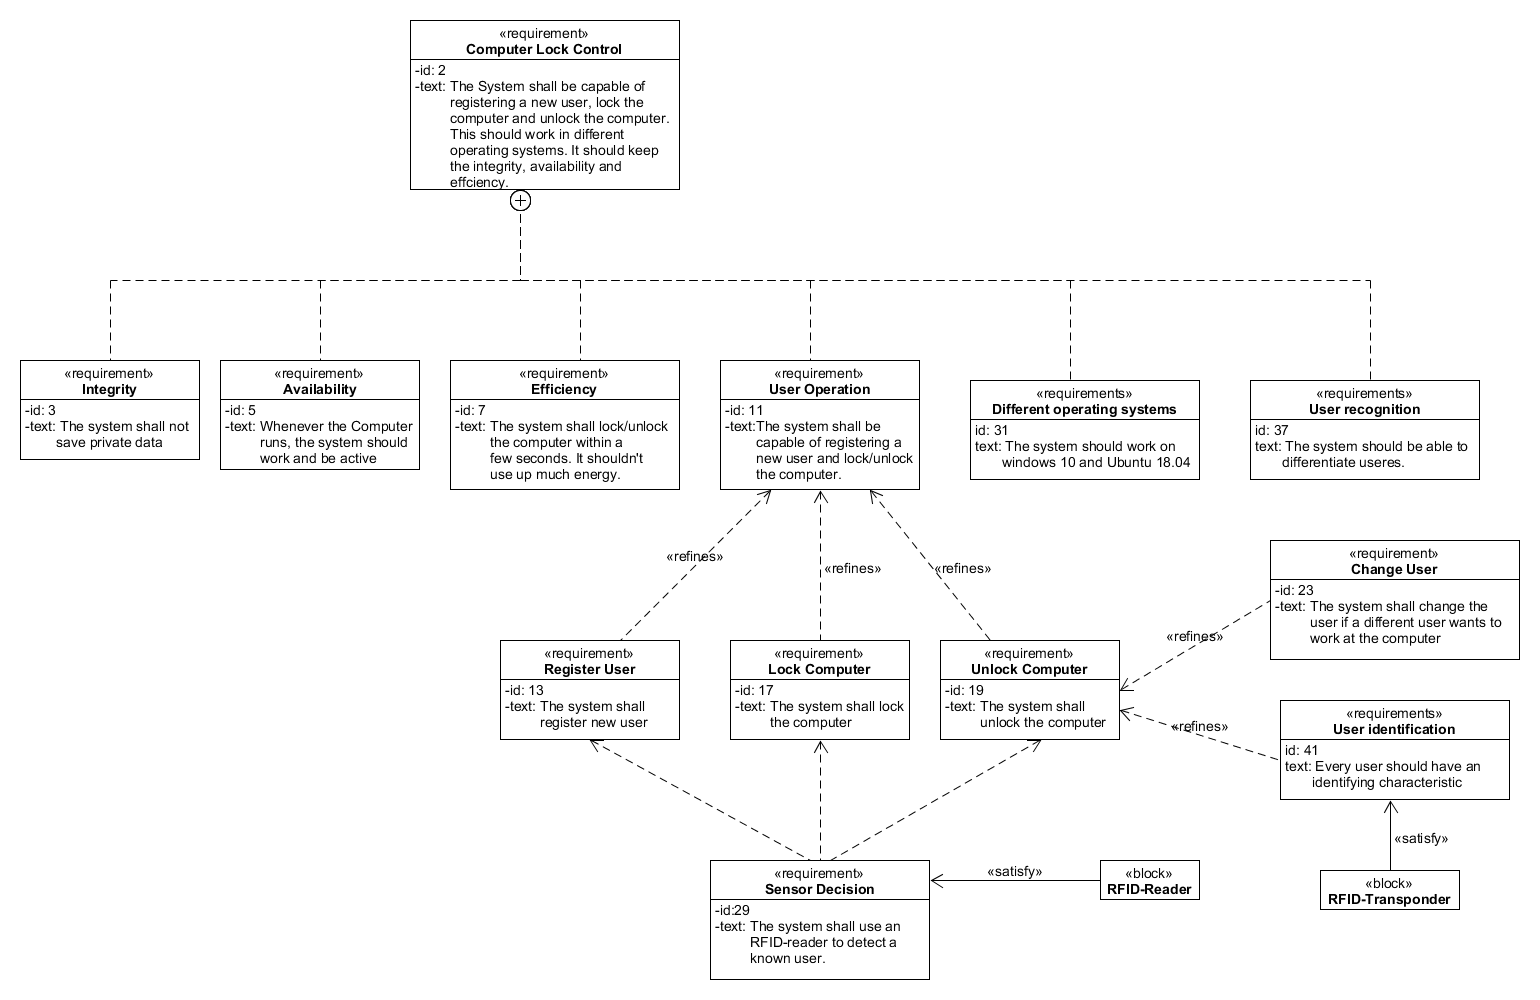 «requirement»
Computer Lock Control
-id: 2
-text: The System shall be capable of
registering a new user, lock the
computer and unlock the computer.
This should work in different
operating systems. It should keep
the integrity, availability and
effciency.
«requirement»
Integrity
-id: 3
-text: The system shall not
save private data
«requirement»
Availability
-id: 5
-text: Whenever the Computer
runs, the system should
work and be active
«requirement»
Efficiency
-id: 7
-text: The system shall lock/unlock
the computer within a
few seconds. It shouldn't
use up much energy.
«requirement»
User Operation
-id: 11
-text:The system shall be
capable of registering a
new user and lock/unlock
the computer.
«requirements»
Different operating systems
id: 31
text: The system should work on
windows 10 and Ubuntu 18.04
«requirements»
User recognition
id: 37
text: The system should be able to
differentiate useres.
«refines»
«refines»
«refines»
«requirement»
Change User
-id: 23
-text: The system shall change the
user if a different user wants to
work at the computer
«refines»
«requirement»
Register User
-id: 13
-text: The system shall
register new user
«requirement»
Lock Computer
-id: 17
-text: The system shall lock
the computer
«requirement»
Unlock Computer
-id: 19
-text: The system shall
unlock the computer
«refines»
«requirements»
User identification
id: 41
text: Every user should have an
identifying characteristic
«satisfy»
«requirement»
Sensor Decision
-id:29
-text: The system shall use an
RFID-reader to detect a
known user.
«satisfy»
«block»
RFID-Reader
«block»
RFID-Transponder